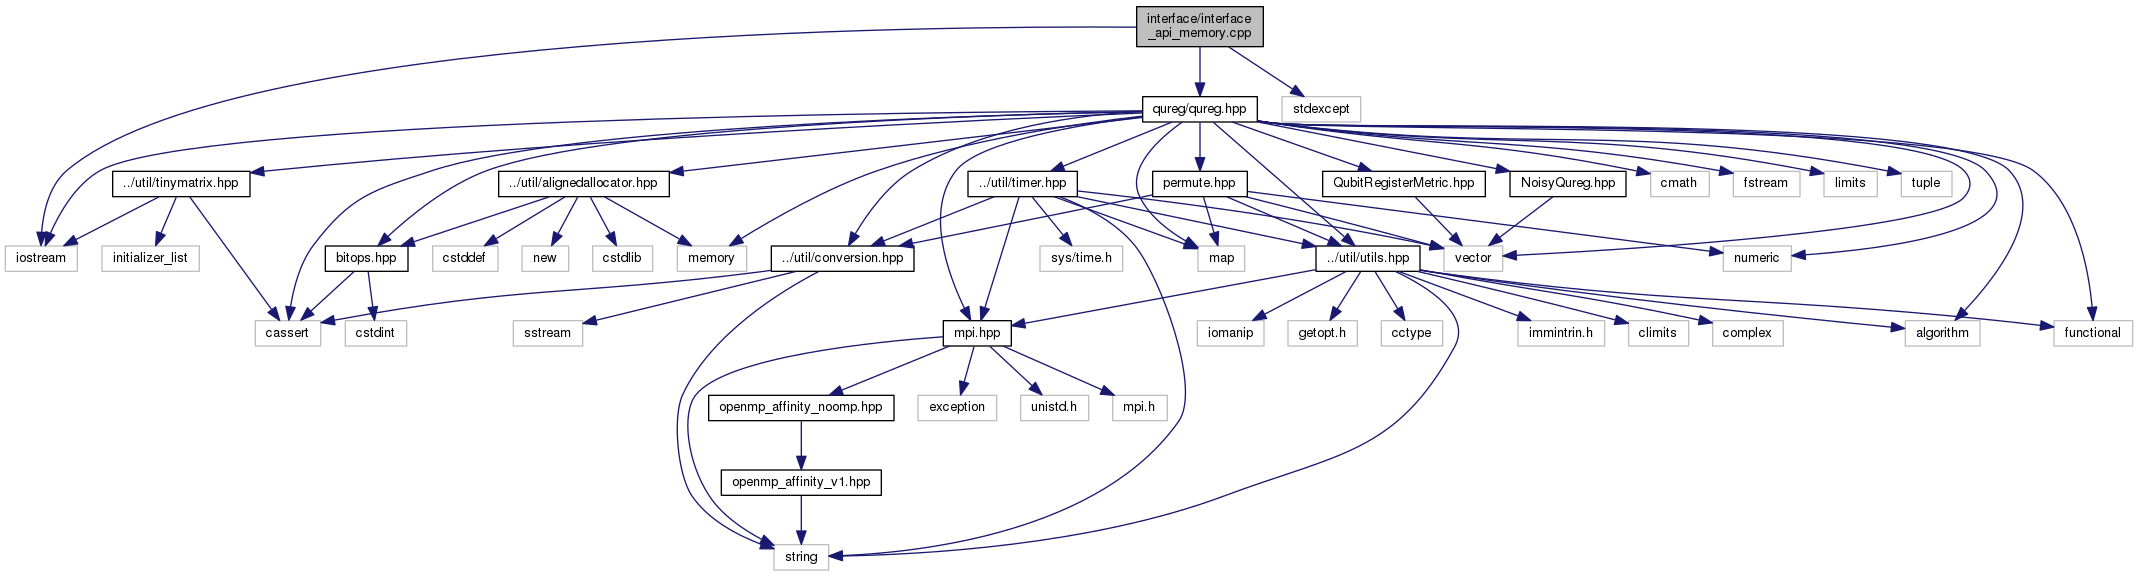 interface/interface
_api_memory.cpp
qureg/qureg.hpp
stdexcept
../util/tinymatrix.hpp
../util/alignedallocator.hpp
../util/timer.hpp
permute.hpp
QubitRegisterMetric.hpp
NoisyQureg.hpp
cmath
fstream
limits
tuple
iostream
initializer_list
bitops.hpp
cstddef
new
cstdlib
memory
../util/conversion.hpp
sys/time.h
map
../util/utils.hpp
vector
numeric
cassert
cstdint
sstream
mpi.hpp
iomanip
getopt.h
cctype
immintrin.h
climits
complex
algorithm
functional
openmp_affinity_noomp.hpp
exception
unistd.h
mpi.h
openmp_affinity_v1.hpp
string